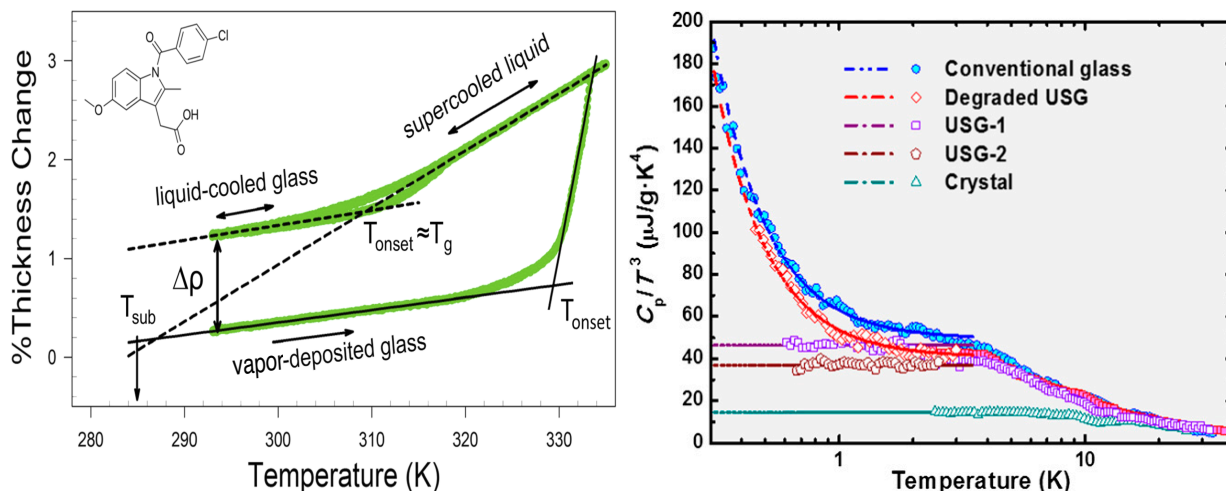 %Thickness Change
3
2
1
0
280
290
300
310
320
330
Temperature (K)
Cl
O
N
O
OH
O
supercooled liquid
liquid-cooled glass
Tonset≈Tg
Δρ
Tsub
Tonset
vapor-deposited glass
Cp/T³ (µJ/g·K⁴)
200
180
160
140
120
100
80
60
40
20
0
1
10
Temperature (K)
Conventional glass
Degraded USG
USG-1
USG-2
Crystal